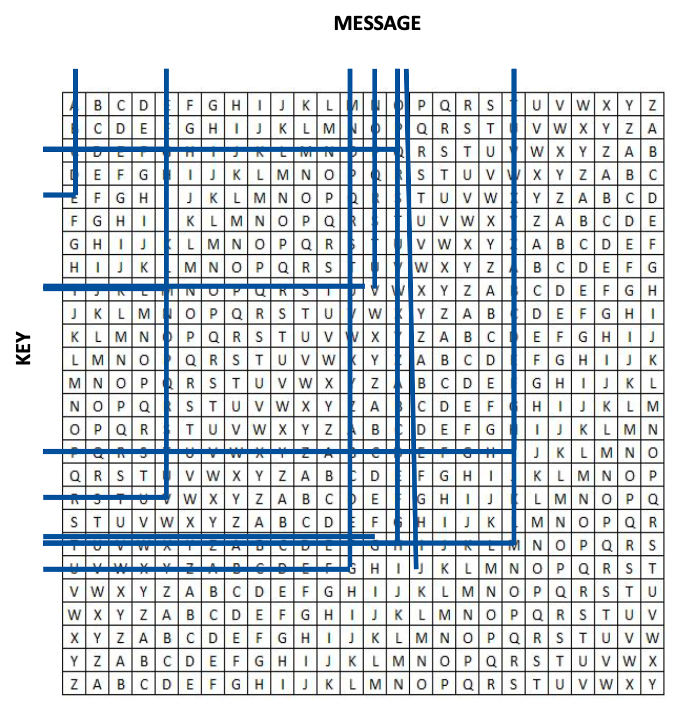 MESSAGE
KEY
A B C D E F G H I J K L M N O P Q R S T U V W X Y Z
B C D E F G H I J K L M N O P Q R S T U V W X Y Z A
C D E F G H I J K L M N O Q R S T U V W X Y Z A B
D E F G H I J K L M N O P Q R S T U V W X Y Z A B C
E F G H J K L M N O P Q R S T U V W X Y Z A B C D
F G H I K L M N O P Q R S T U V W X Y Z A B C D E
G H I J K L M N O P Q R S T U V W X Y Z A B C D E F
H I J K L M N O P Q R S T U V W X Y Z A B C D E F G
I J K L M N O P Q R S T U V W X Y Z A B C D E F G H
J K L M N O P Q R S T U V W X Y Z A B C D E F G H I
K L M N O P Q R S T U V W X Y Z A B C D E F G H I J
L M N O P Q R S T U V W X Y Z A B C D E F G H I J K
M N O P Q R S T U V W X Y Z A B C D E F G H I J K L
N O P Q R S T U V W X Y Z A B C D E F G H I J K L M
O P Q R S T U V W X Y Z A B C D E F G H I J K L M N
P Q R S T U V W X Y Z A B C D E F G H J K L M N O
Q R S T U V W X Y Z A B C D E F G H I J K L M N O P
R S T U V W X Y Z A B C D E F G H I J K L M N O P Q
S T U V W X Y Z A B C D E F G H I J K L M N O P Q R
T U V W X Y Z A B C D E F G H I J K L M N O P Q R S
U V W X Y Z A B C D E F G H I J K L M N O P Q R S T
V W X Y Z A B C D E F G H I J K L M N O P Q R S T U
W X Y Z A B C D E F G H I J K L M N O P Q R S T U V
X Y Z A B C D E F G H I J K L M N O P Q R S T U V W
Y Z A B C D E F G H I J K L M N O P Q R S T U V W X
Z A B C D E F G H I J K L M N O P Q R S T U V W X Y